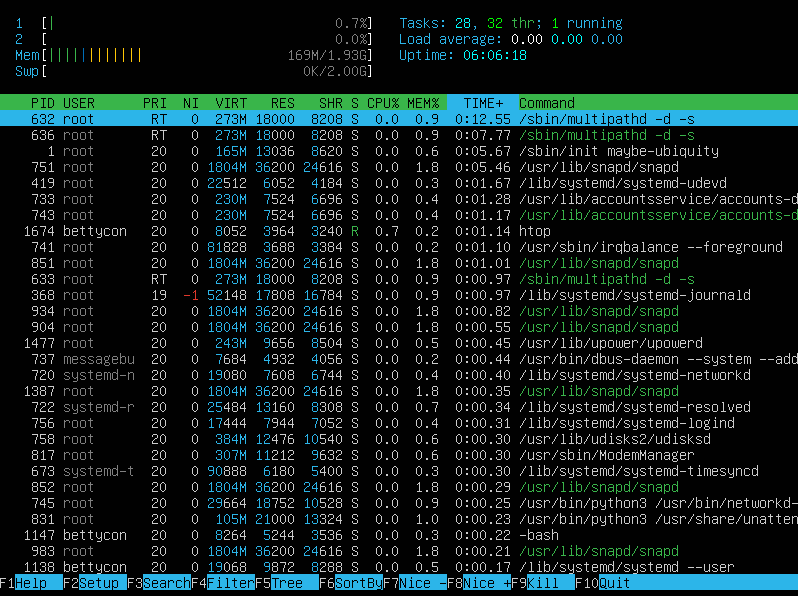 1 [| 0.7%] Tasks: 28, 32 thr; 1 running
2 [ 0.0%] Load average: 0.00 0.00 0.00
Mem[|||||||||||| 169M/1.93G] Uptime: 06:06:18
Swp[ 0K/2.00G]
PID USER PRI NI VIRT RES SHR S CPU% MEM% TIME+ Command
632 root RT 0 273M 18000 8208 S 0.0 0.9 0:12.55 /sbin/multipathd -d -s
636 root RT 0 273M 18000 8208 S 0.0 0.9 0:07.77 /sbin/multipathd -d -s
1 root 20 0 165M 13036 8620 S 0.0 0.6 0:05.67 /sbin/init maybe-ubiquity
751 root 20 0 1804M 36200 24616 S 0.0 1.8 0:05.46 /usr/lib/snapd/snapd
419 root 20 0 22512 6052 4184 S 0.0 0.3 0:01.67 /lib/systemd/systemd-udevd
733 root 20 0 230M 7524 6696 S 0.0 0.4 0:01.28 /usr/lib/accountsservice/accounts-d
743 root 20 0 230M 7524 6696 S 0.0 0.4 0:01.17 /usr/lib/accountsservice/accounts-d
1674 bettycon 20 0 8052 3964 3240 R 0.7 0.2 0:01.14 htop
741 root 20 0 81828 3688 3384 S 0.0 0.2 0:01.10 /usr/sbin/irqbalance --foreground
851 root 20 0 1804M 36200 24616 S 0.0 1.8 0:01.01 /usr/lib/snapd/snapd
633 root RT 0 273M 18000 8208 S 0.0 0.9 0:00.97 /sbin/multipathd -d -s
368 root 19 -1 52148 17808 16784 S 0.0 0.9 0:00.97 /lib/systemd/systemd-journald
934 root 20 0 1804M 36200 24616 S 0.0 1.8 0:00.82 /usr/lib/snapd/snapd
904 root 20 0 1804M 36200 24616 S 0.0 1.8 0:00.55 /usr/lib/snapd/snapd
1477 root 20 0 243M 9656 8504 S 0.0 0.5 0:00.45 /usr/lib/upower/upowerd
737 messagebu 20 0 7684 4932 4056 S 0.0 0.2 0:00.44 /usr/bin/dbus-daemon --system --add
720 systemd-n 20 0 19080 7608 6744 S 0.0 0.4 0:00.40 /lib/systemd/systemd-networkd
1387 root 20 0 1804M 36200 24616 S 0.0 1.8 0:00.35 /usr/lib/snapd/snapd
722 systemd-r 20 0 25484 13160 8308 S 0.0 0.7 0:00.34 /lib/systemd/systemd-resolved
756 root 20 0 17444 7944 7052 S 0.0 0.4 0:00.31 /lib/systemd/systemd-logind
758 root 20 0 384M 12476 10540 S 0.0 0.6 0:00.30 /usr/lib/udisks2/udisksd
817 root 20 0 307M 11212 9632 S 0.0 0.6 0:00.30 /usr/sbin/ModemManager
673 systemd-t 20 0 90888 6180 5400 S 0.0 0.3 0:00.30 /lib/systemd/systemd-timesyncd
852 root 20 0 1804M 36200 24616 S 0.0 1.8 0:00.29 /usr/lib/snapd/snapd
745 root 20 0 29664 18752 10528 S 0.0 0.9 0:00.25 /usr/bin/python3 /usr/bin/networkd-
831 root 20 0 105M 21000 13324 S 0.0 1.0 0:00.23 /usr/bin/python3 /usr/share/unatten
1147 bettycon 20 0 8264 5244 3536 S 0.0 0.3 0:00.22 -bash
983 root 20 0 1804M 36200 24616 S 0.0 1.8 0:00.21 /usr/lib/snapd/snapd
1138 bettycon 20 0 19068 9872 8288 S 0.0 0.5 0:00.17 /lib/systemd/systemd --user
F1Help F2Setup F3SearchF4FilterF5Tree F6SortByF7Nice -F8Nice +F9Kill F10Quit